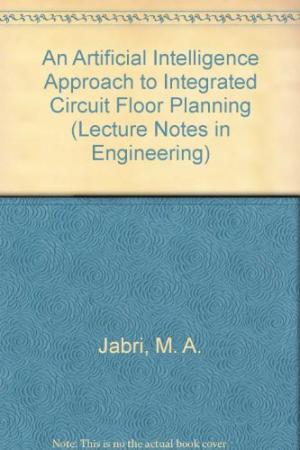 An Artificial Intelligence
Approach to Integrated
Circuit Floor Planning
(Lecture Notes in
Engineering)
Jabri, M. A.
Note: This is no the actual book cover